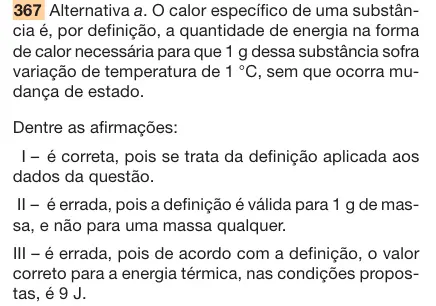 367 Alternativa a. O calor específico de uma substân-
cia é, por definição, a quantidade de energia na forma
de calor necessária para que 1 g dessa substância sofra
variação de temperatura de 1 °C, sem que ocorra mu-
dança de estado.
Dentre as afirmações:
I – é correta, pois se trata da definição aplicada aos
dados da questão.
II – é errada, pois a definição é válida para 1 g de mas-
sa, e não para uma massa qualquer.
III – é errada, pois de acordo com a definição, o valor
correto para a energia térmica, nas condições propos-
tas, é 9 J.